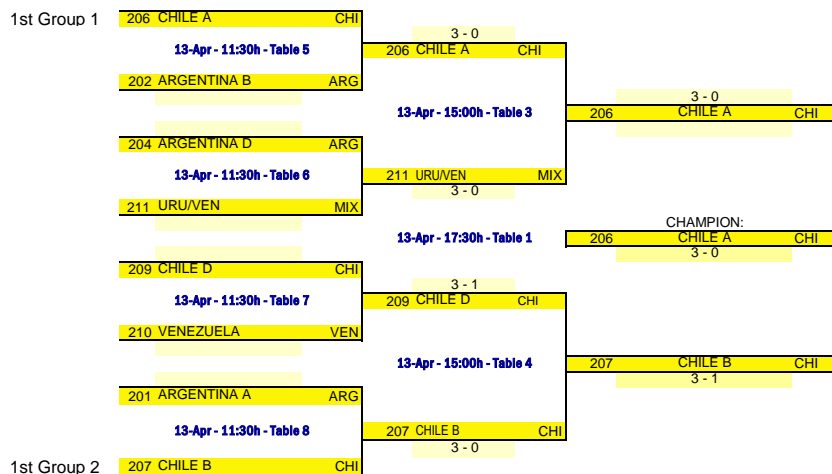 1st Group 1 206 CHILE A CHI
3 - 0
13-Apr - 11:30h - Table 5 206 CHILE A CHI
202 ARGENTINA B ARG
3 - 0
13-Apr - 15:00h - Table 3 206 CHILE A CHI
204 ARGENTINA D ARG
13-Apr - 11:30h - Table 6 211 URU/VEN MIX
3 - 0
211 URU/VEN MIX
CHAMPION:
13-Apr - 17:30h - Table 1 206 CHILE A CHI
3 - 0
209 CHILE D CHI
3 - 1
13-Apr - 11:30h - Table 7 209 CHILE D CHI
210 VENEZUELA VEN
13-Apr - 15:00h - Table 4 207 CHILE B CHI
3 - 1
201 ARGENTINA A ARG
13-Apr - 11:30h - Table 8 207 CHILE B CHI
3 - 0
1st Group 2 207 CHILE B CHI